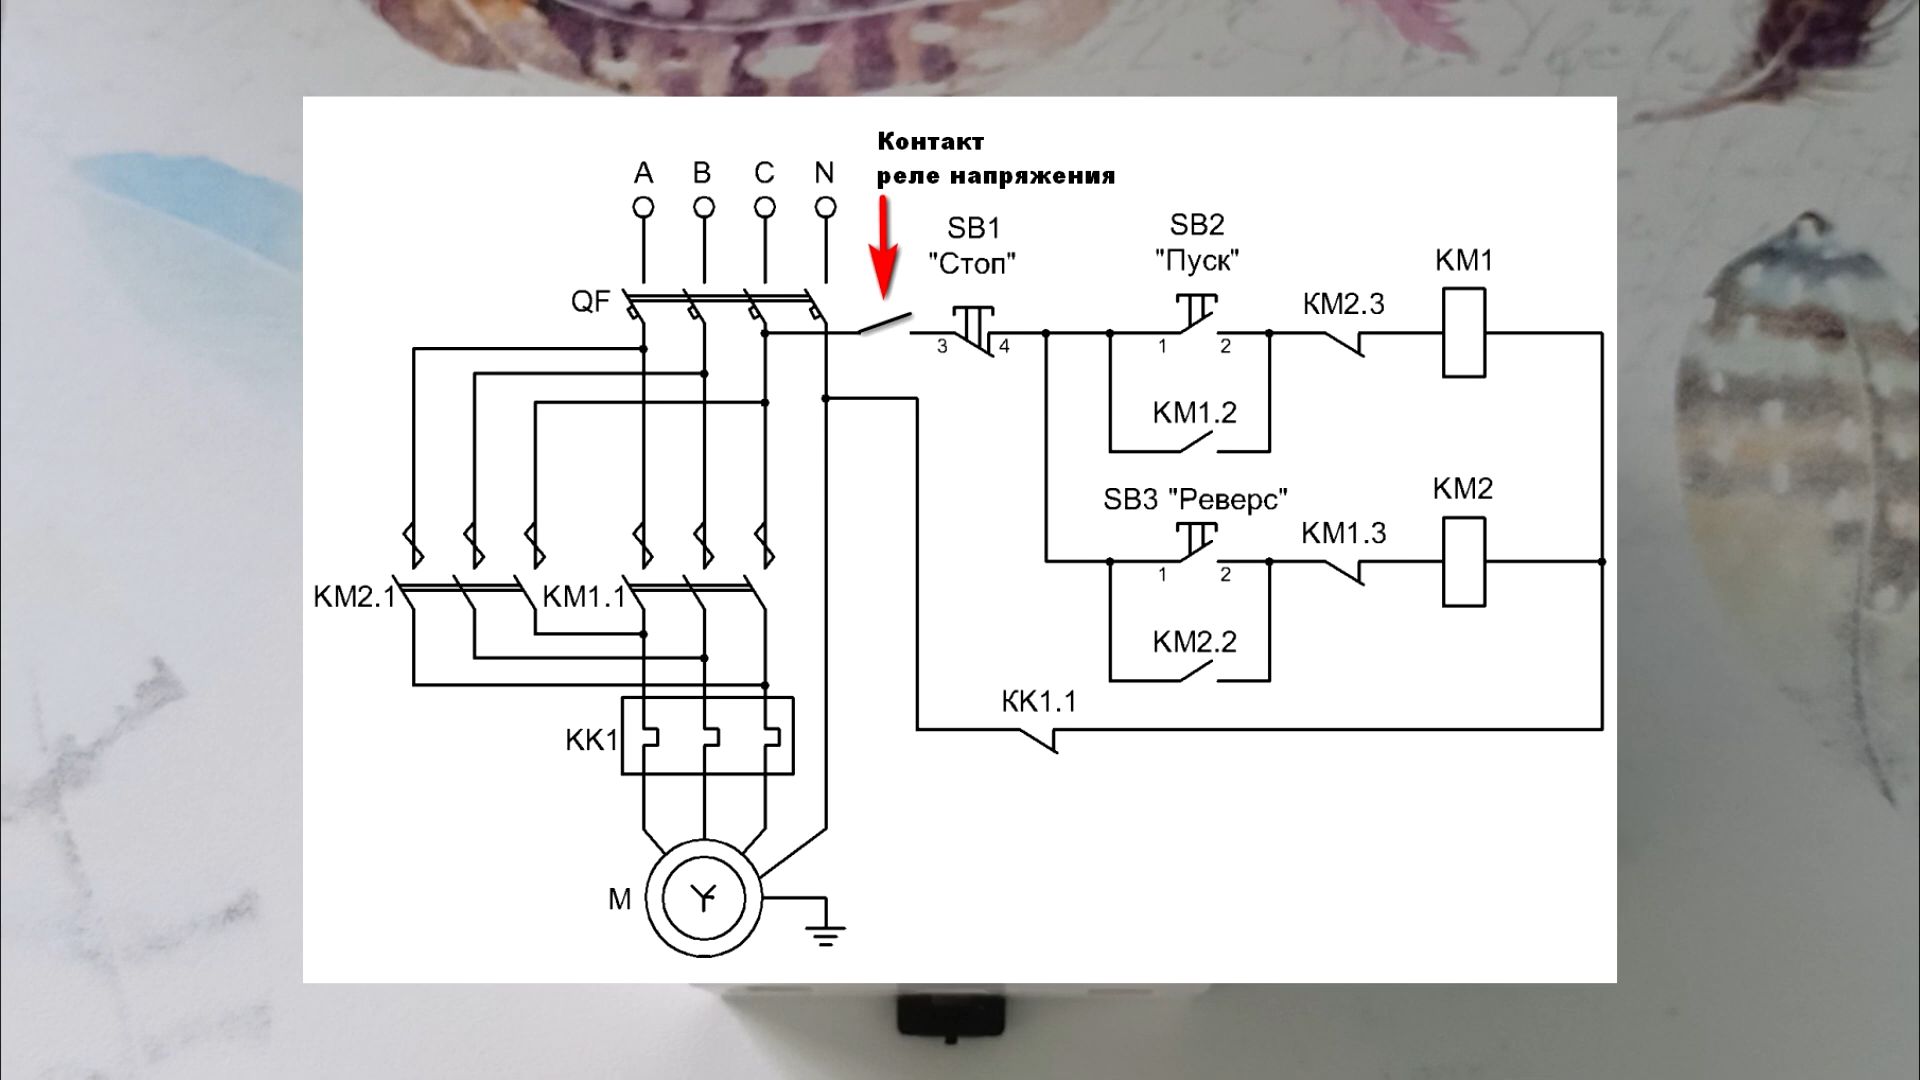 Контакт
реле напряжения
A B C N
SB1
"Стоп"
SB2
"Пуск"
KM1
QF
KM2.3
3 4
1 2
KM1.2
SB3 "Реверс"
KM2
KM1.3
1 2
KM2.1
KM1.1
KM2.2
KK1.1
KK1
M